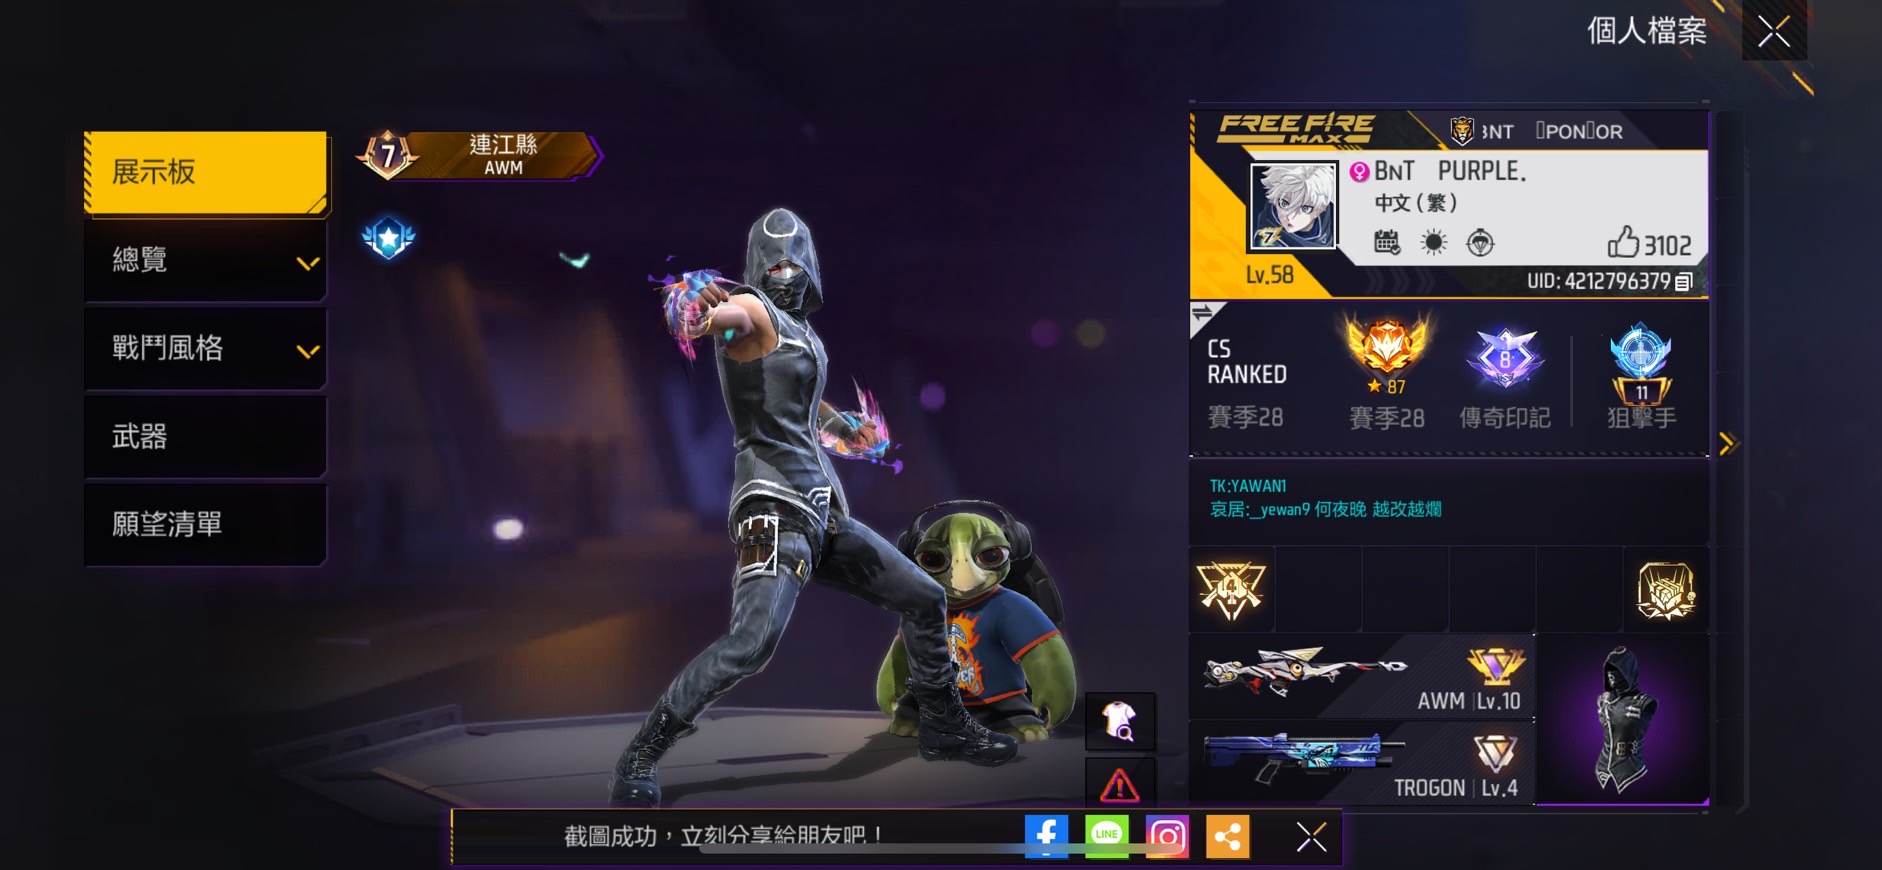 個人檔案
展示板
總覽
戰鬥風格
武器
願望清單
7
連江縣
AWM
FREE FIRE
MAX
BNT
PON OR
BNT PURPLE.
中文(繁)
7
3102
Lv.58
UID: 4212796379
CS
RANKED
賽季28
87
賽季28
8
傳奇印記
11
狙擊手
TK:YAWAN1
哀居:_yewan9 何夜晚 越改越爛
4
AWM Lv.10
TROGON Lv.4
截圖成功，立刻分享給朋友吧！
LINE